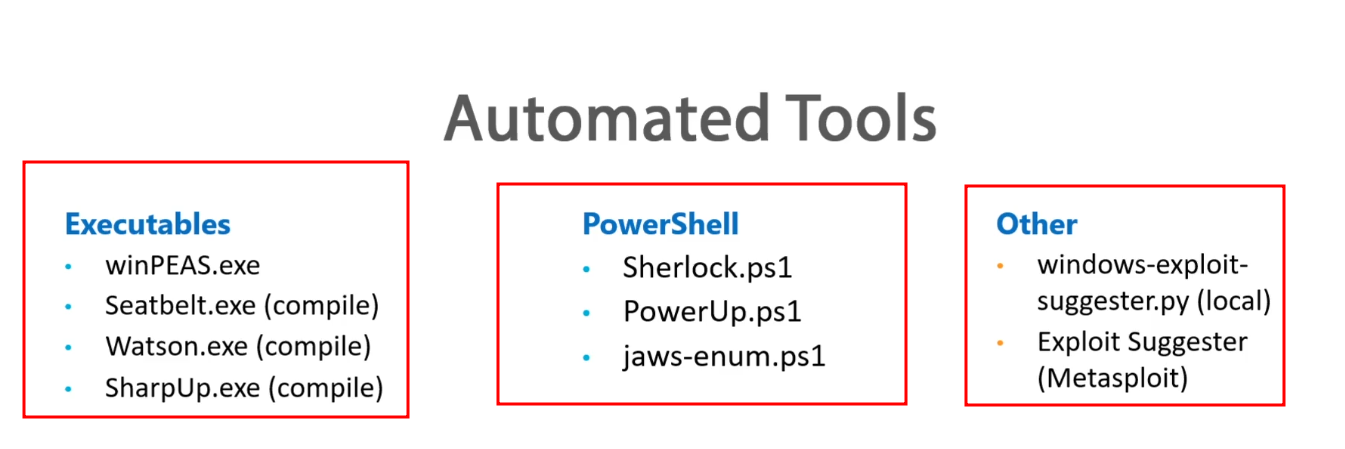 Automated Tools
Executables
• winPEAS.exe
• Seatbelt.exe (compile)
• Watson.exe (compile)
• SharpUp.exe (compile)
PowerShell
• Sherlock.ps1
• PowerUp.ps1
• jaws-enum.ps1
Other
• windows-exploit-
suggester.py (local)
• Exploit Suggester
(Metasploit)